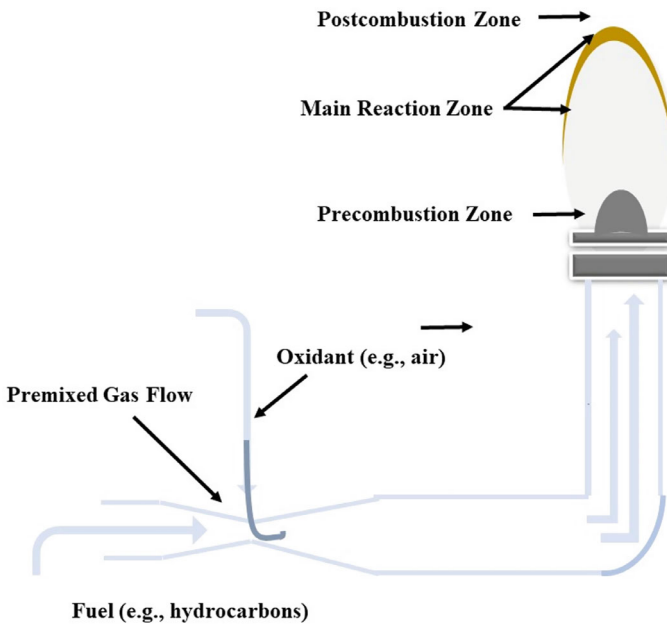 Postcombustion Zone
Main Reaction Zone
Precombustion Zone
Oxidant (e.g., air)
Premixed Gas Flow
Fuel (e.g., hydrocarbons)